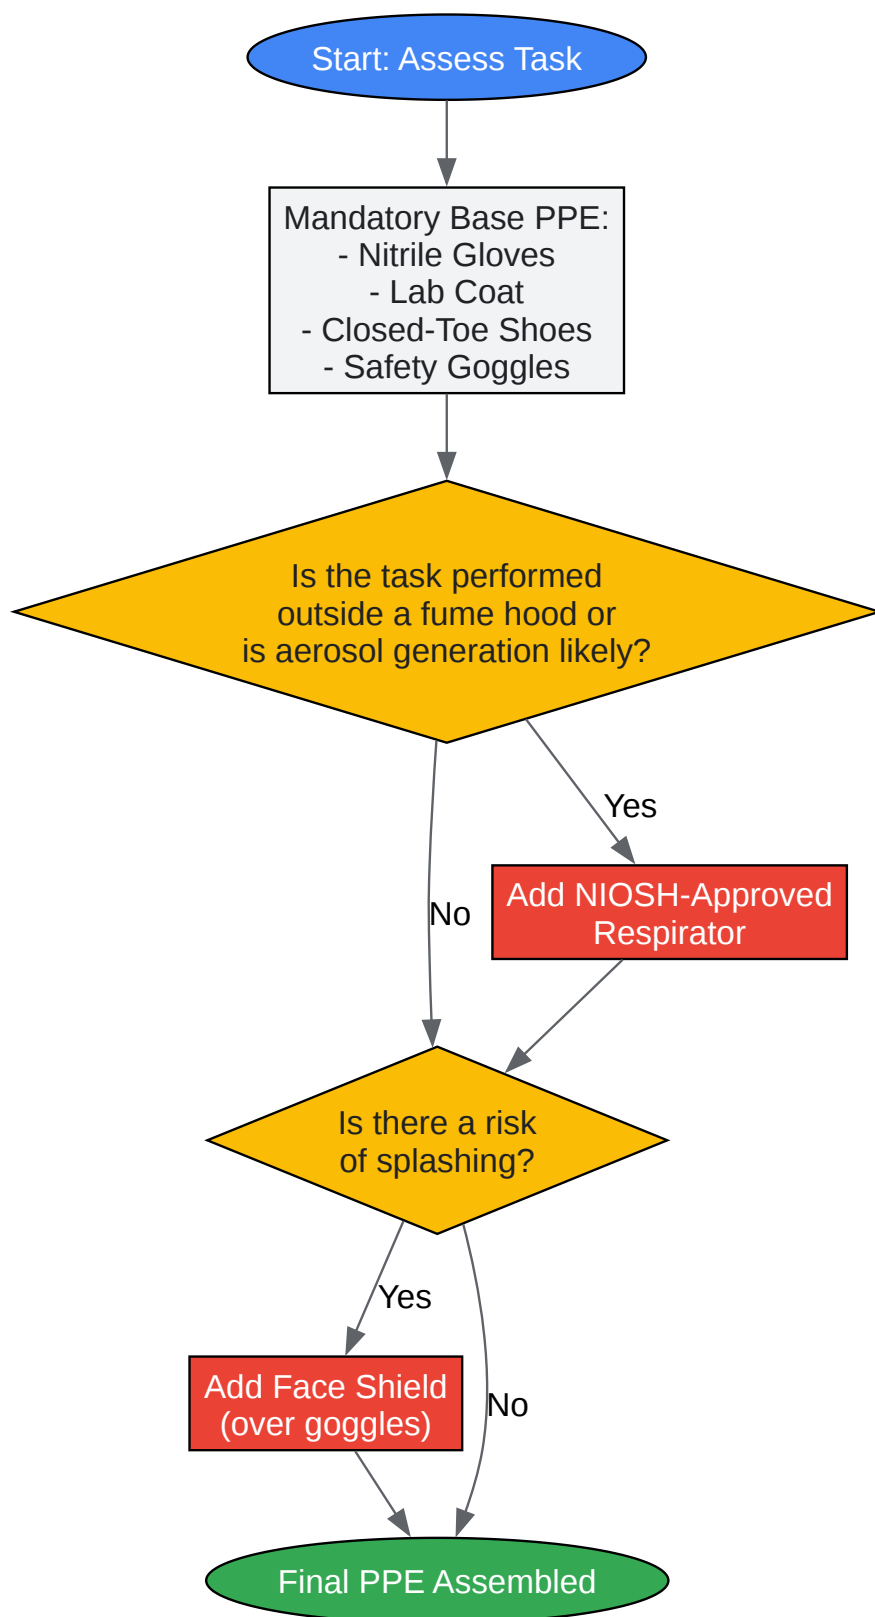 Start: Assess Task
Mandatory Base PPE:
- Nitrile Gloves
- Lab Coat
- Closed-Toe Shoes
- Safety Goggles
Is the task performed
outside a fume hood or
is aerosol generation likely?
Yes
No
Add NIOSH-Approved
Respirator
Is there a risk
of splashing?
Yes
No
Add Face Shield
(over goggles)
Final PPE Assembled